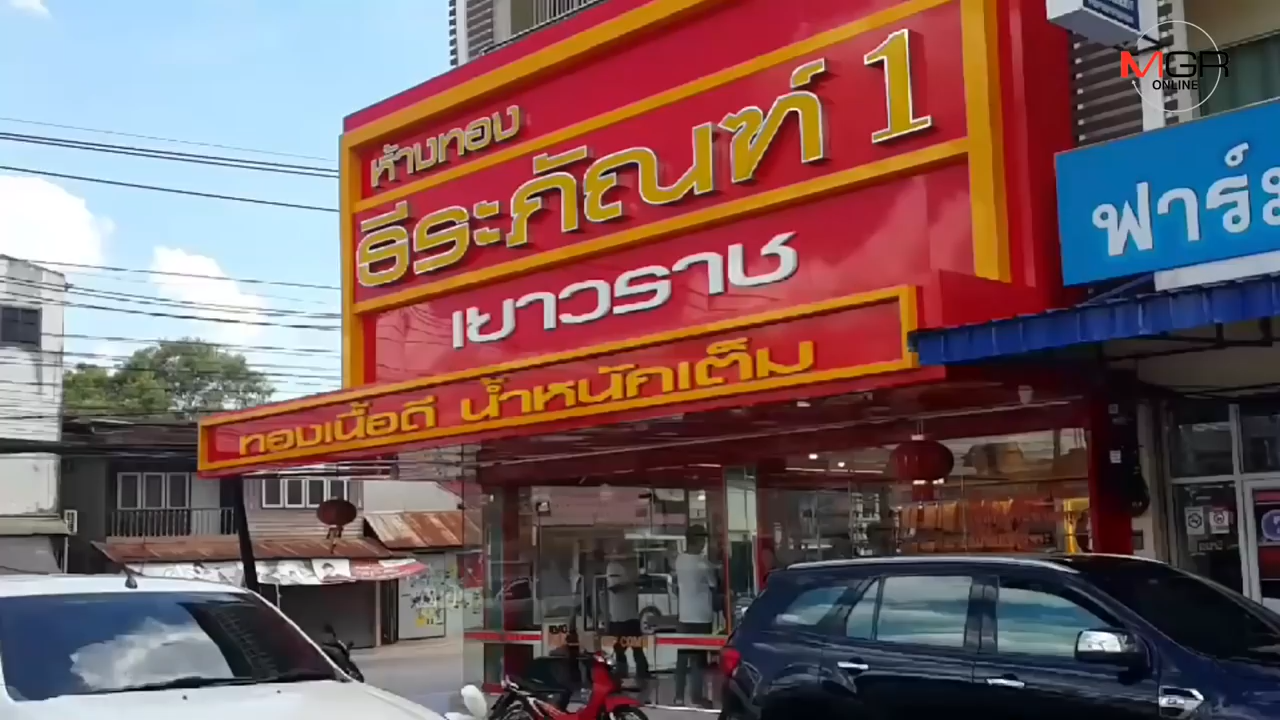 ห้างทอง
ธีระภัณฑ์ 1
เยาวราช
ทองเนื้อดี น้ำหนักเต็ม
ฟาร์
MGR
ONLINE